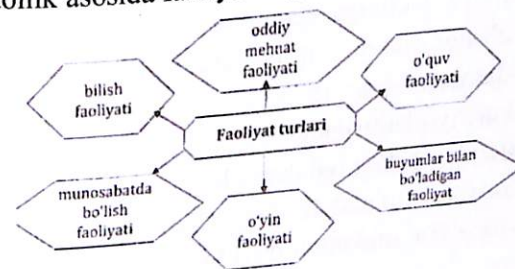 asosida
oddiy
mehnat
faoliyati
bilish
faoliyati
o'quv
faoliyati
Faoliyat turlari
munosabatda
bo'lish
faoliyati
o'yin
faoliyati
buyumlar bilan
bo'ladigan
faoliyat